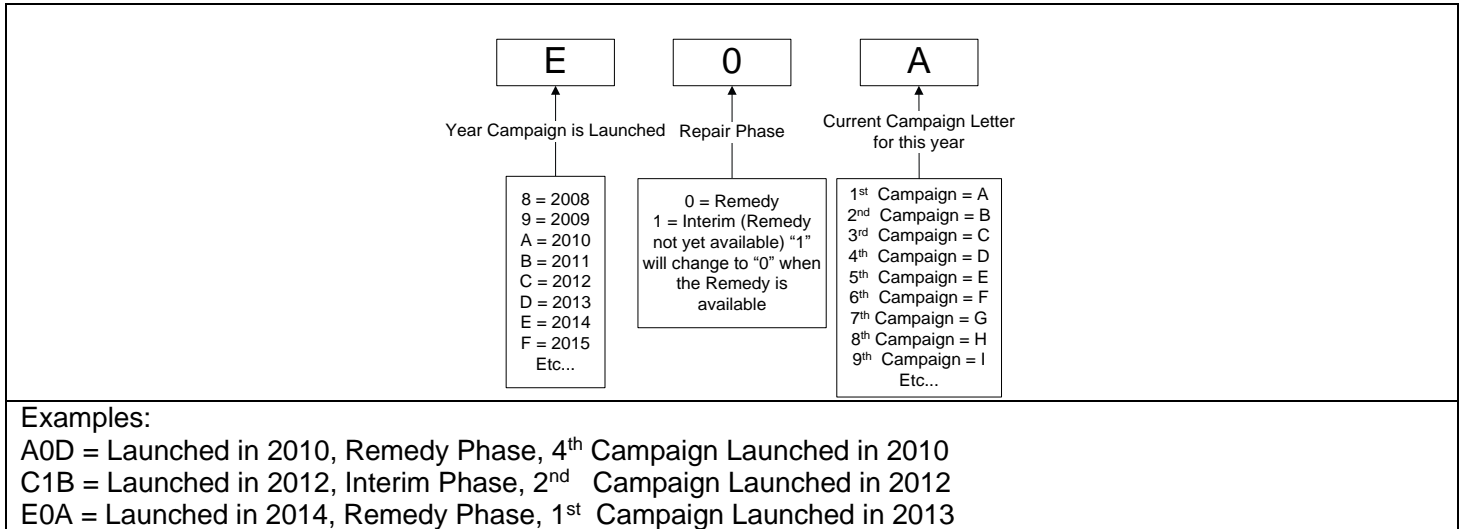 E 0 A
Year Campaign is Launched
Repair Phase
Current Campaign Letter
for this year
8 = 2008
9 = 2009
A = 2010
B = 2011
C = 2012
D = 2013
E = 2014
F = 2015
Etc...
0 = Remedy
1 = Interim (Remedy
not yet available) “1”
will change to “0” when
the Remedy is
available
1st Campaign = A
2nd Campaign = B
3rd Campaign = C
4th Campaign = D
5th Campaign = E
6th Campaign = F
7th Campaign = G
8th Campaign = H
9th Campaign = I
Etc...
Examples:
A0D = Launched in 2010, Remedy Phase, 4th Campaign Launched in 2010
C1B = Launched in 2012, Interim Phase, 2nd Campaign Launched in 2012
E0A = Launched in 2014, Remedy Phase, 1st Campaign Launched in 2013